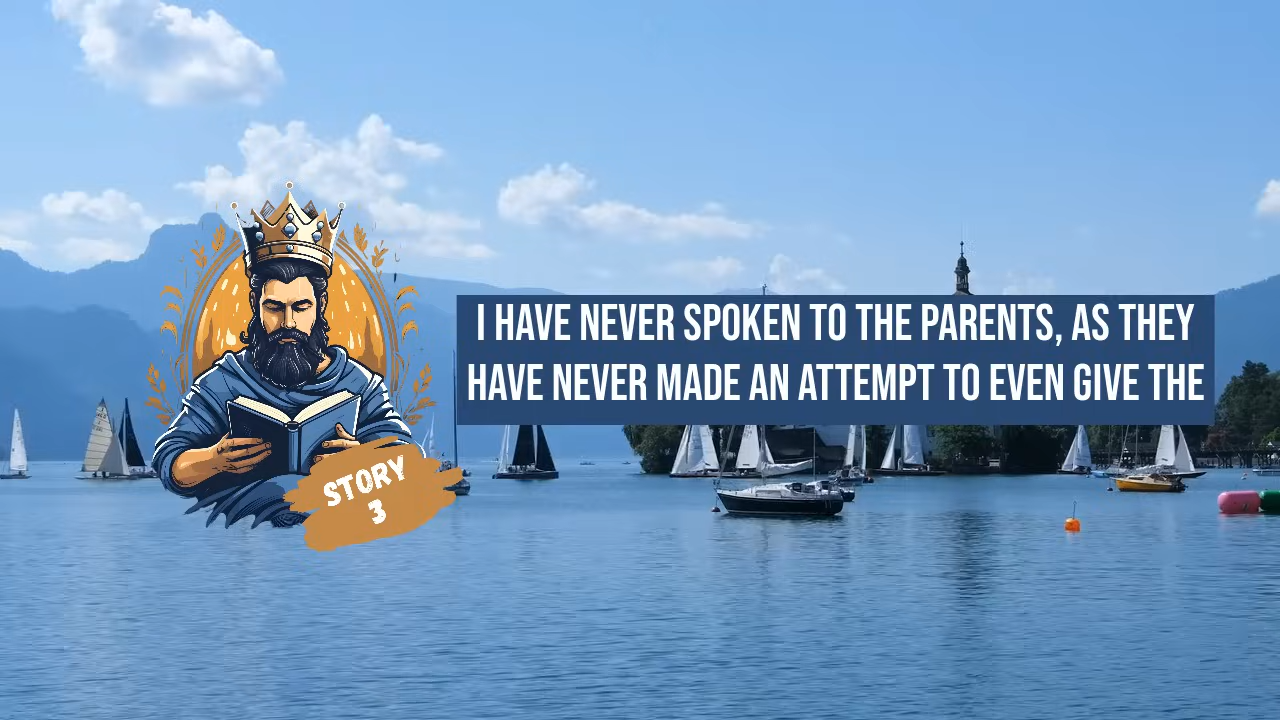 I HAVE NEVER SPOKEN TO THE PARENTS, AS THEY
HAVE NEVER MADE AN ATTEMPT TO EVEN GIVE THE
STORY
3